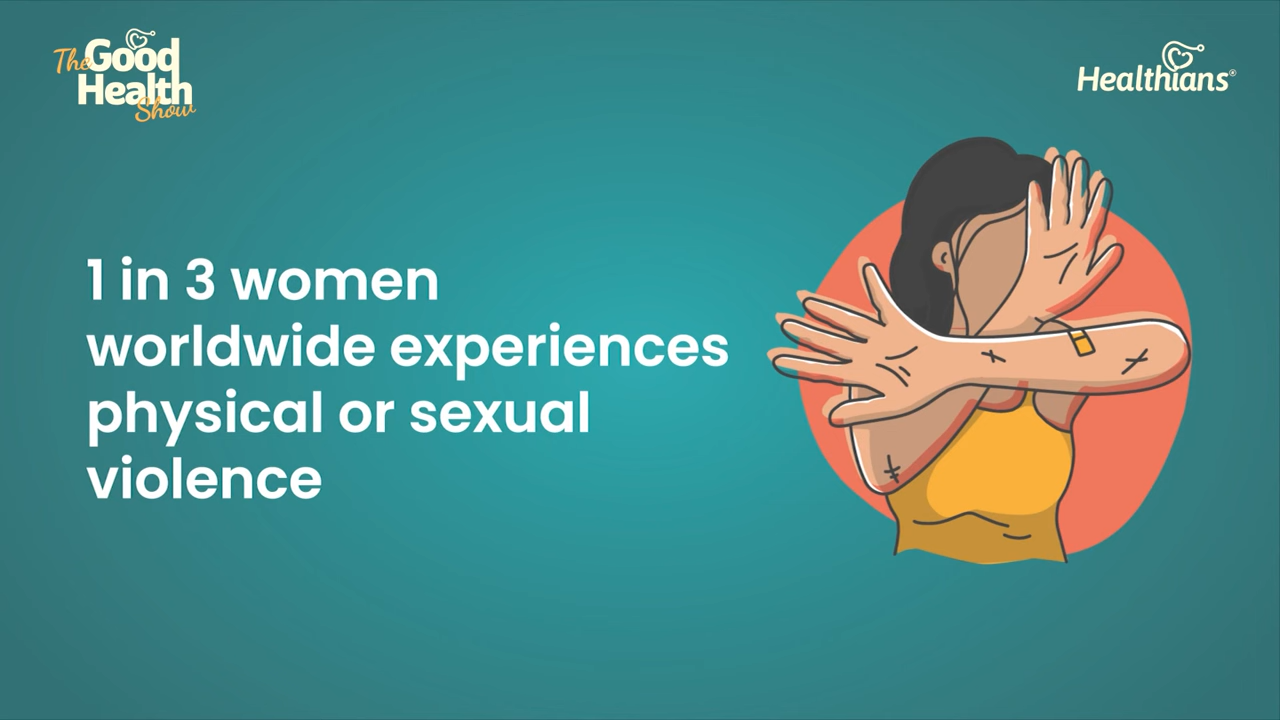 The Good
Health
Show
Healthians®
1 in 3 women
worldwide experiences
physical or sexual
violence